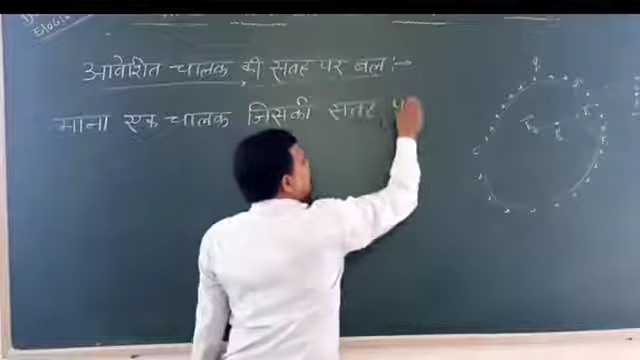 आवेशित चालक की सतह पर बल :→
माना एक चालक जिसकी सतह प